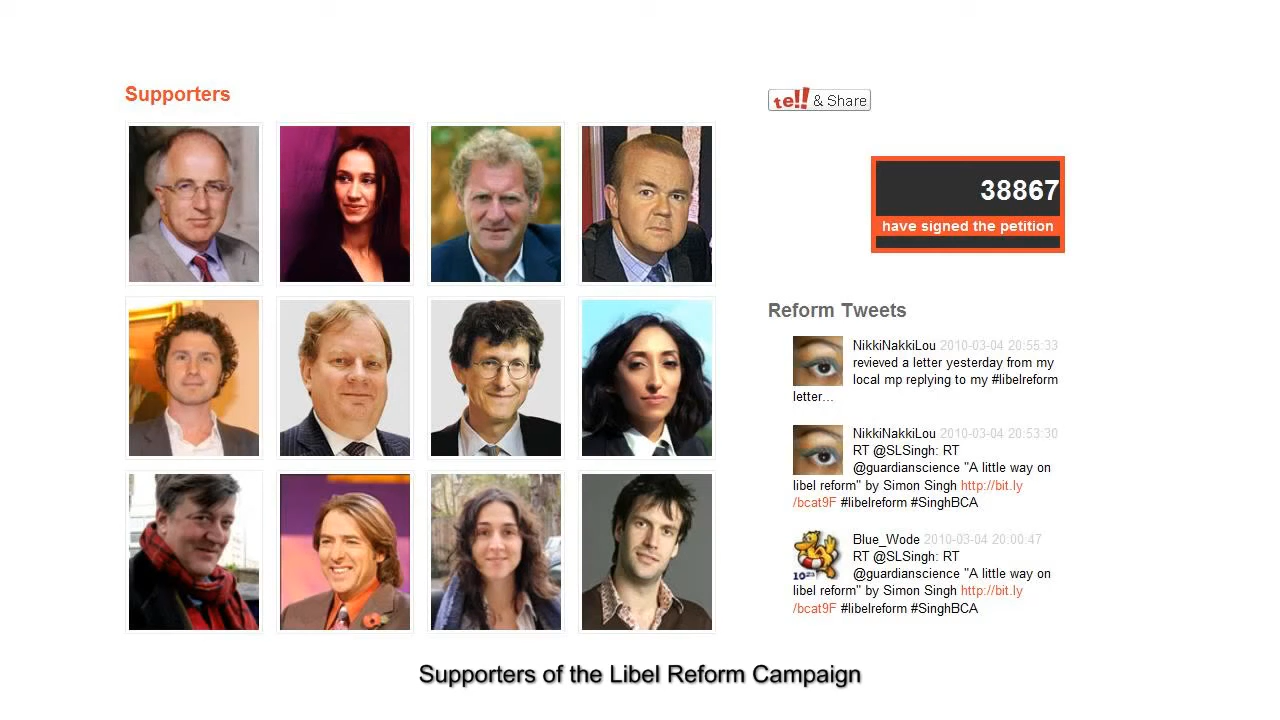 Supporters
te!! & Share
38867
have signed the petition
Reform Tweets
NikkiNakkiLou 2010-03-04 20:55:33
revieved a letter yesterday from my
local mp replying to my #libelreform
letter...
NikkiNakkiLou 2010-03-04 20:53:30
RT @SLSingh: RT
@guardianscience "A little way on
libel reform" by Simon Singh http://bit.ly
/bcat9F #libelreform #SinghBCA
Blue_Wode 2010-03-04 20:00:47
RT @SLSingh: RT
@guardianscience "A little way on
libel reform" by Simon Singh http://bit.ly
/bcat9F #libelreform #SinghBCA
10:23
Supporters of the Libel Reform Campaign